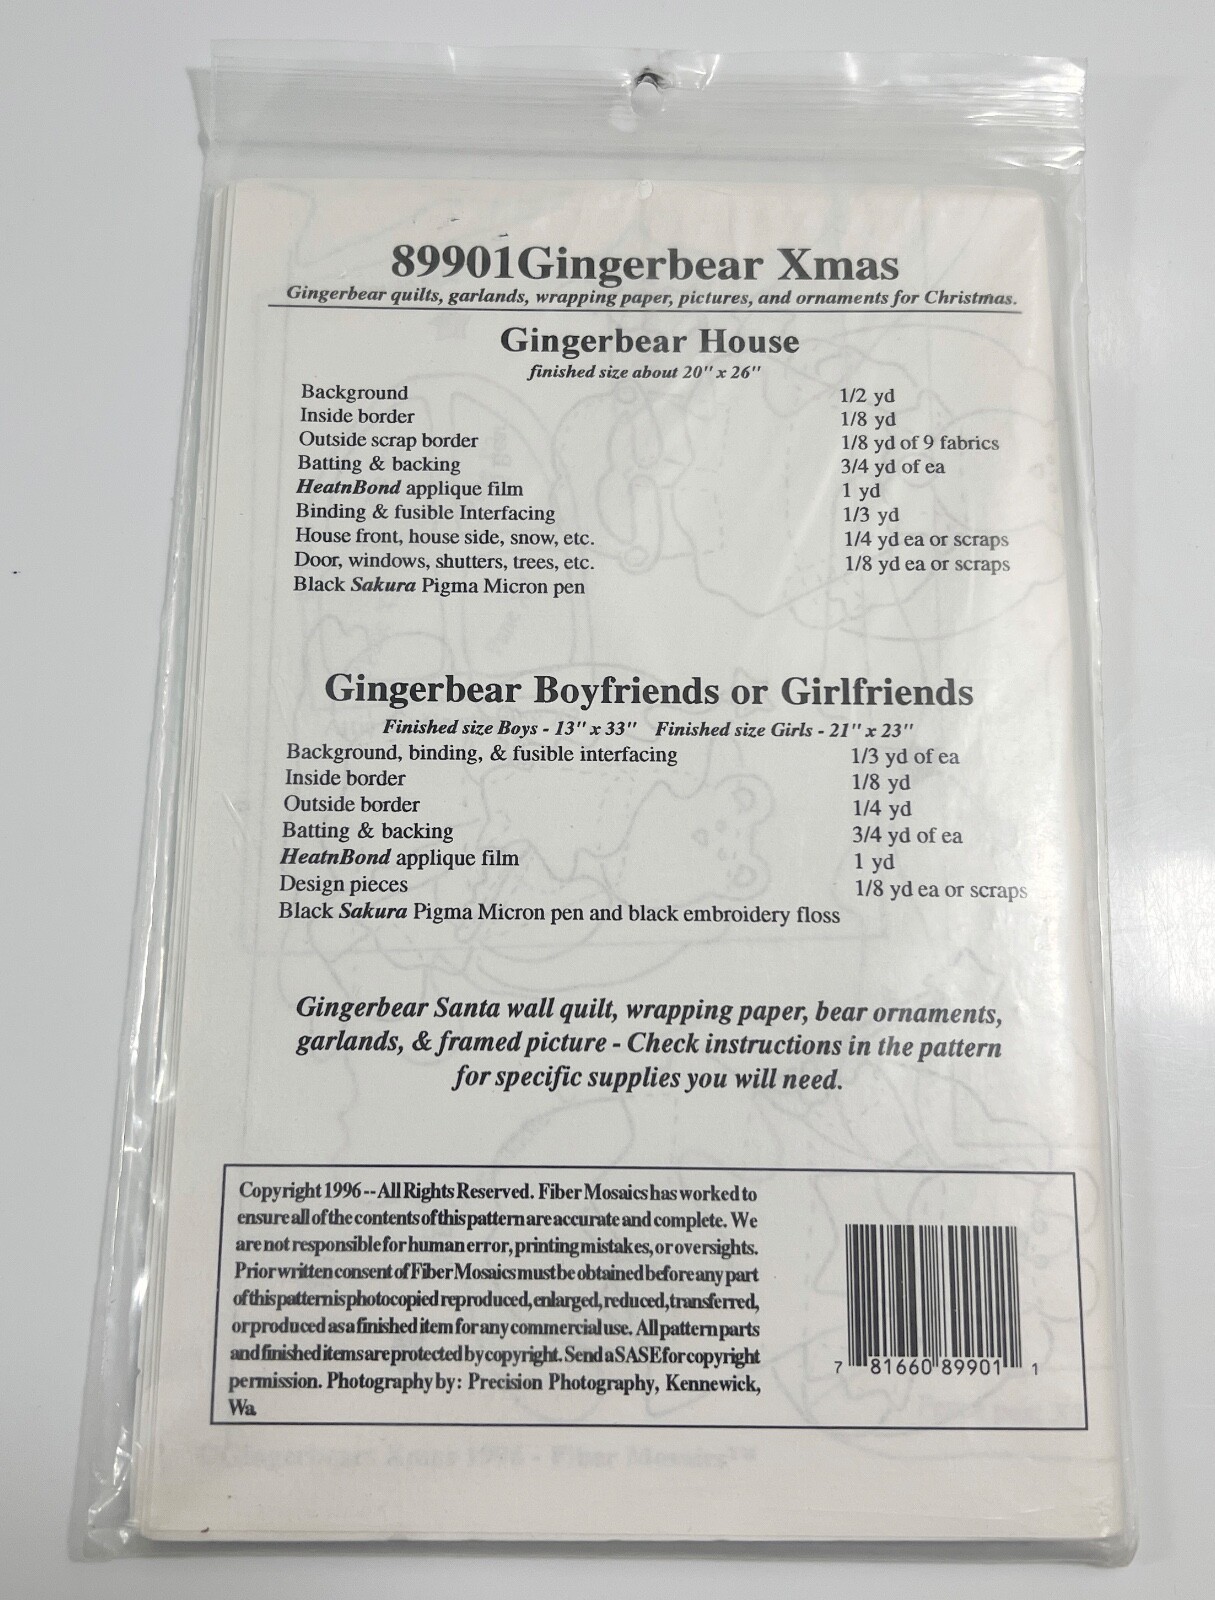 89901Gingerbear Xmas
Gingerbear quilts, garlands, wrapping paper, pictures, and ornaments for Christmas.
Gingerbear House
finished size about 20" x 26"
Background 1/2 yd
Inside border 1/8 yd
Outside scrap border 1/8 yd of 9 fabrics
Batting & backing 3/4 yd of ea
HeatnBond applique film 1 yd
Binding & fusible Interfacing 1/3 yd
House front, house side, snow, etc. 1/4 yd ea or scraps
Door, windows, shutters, trees, etc. 1/8 yd ea or scraps
Black Sakura Pigma Micron pen
Gingerbear Boyfriends or Girlfriends
Finished size Boys - 13" x 33" Finished size Girls - 21" x 23"
Background, binding, & fusible interfacing 1/3 yd of ea
Inside border 1/8 yd
Outside border 1/4 yd
Batting & backing 3/4 yd of ea
HeatnBond applique film 1 yd
Design pieces 1/8 yd ea or scraps
Black Sakura Pigma Micron pen and black embroidery floss
Gingerbear Santa wall quilt, wrapping paper, bear ornaments,
garlands, & framed picture - Check instructions in the pattern
for specific supplies you will need.
Copyright 1996 -- All Rights Reserved. Fiber Mosaics has worked to
ensure all of the contents of this pattern are accurate and complete. We
are not responsible for human error, printing mistakes, or oversights.
Prior written consent of Fiber Mosaics must be obtained before any part
of this pattern is photocopied reproduced, enlarged, reduced, transferred,
or produced as a finished item for any commercial use. All pattern parts
and finished items are protected by copyright. Send a SASE for copyright
permission. Photography by: Precision Photography, Kennewick,
Wa
7 81660 89901 1
©Gingerbears Xmas 1996 - Fiber Mosaics™